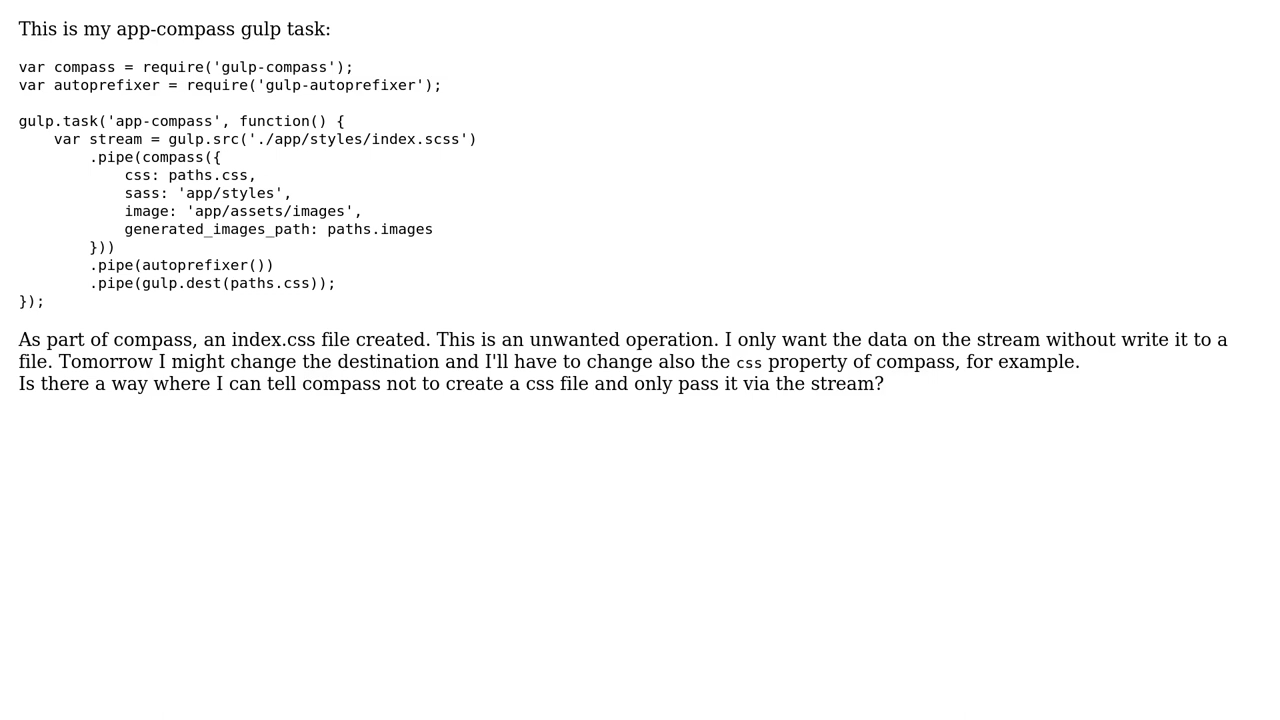 This is my app-compass gulp task:
var compass = require('gulp-compass');
var autoprefixer = require('gulp-autoprefixer');
gulp.task('app-compass', function() {
    var stream = gulp.src('./app/styles/index.scss')
        .pipe(compass({
            css: paths.css,
            sass: 'app/styles',
            image: 'app/assets/images',
            generated_images_path: paths.images
        }))
        .pipe(autoprefixer())
        .pipe(gulp.dest(paths.css));
});
As part of compass, an index.css file created. This is an unwanted operation. I only want the data on the stream without write it to a
file. Tomorrow I might change the destination and I'll have to change also the css property of compass, for example.
Is there a way where I can tell compass not to create a css file and only pass it via the stream?